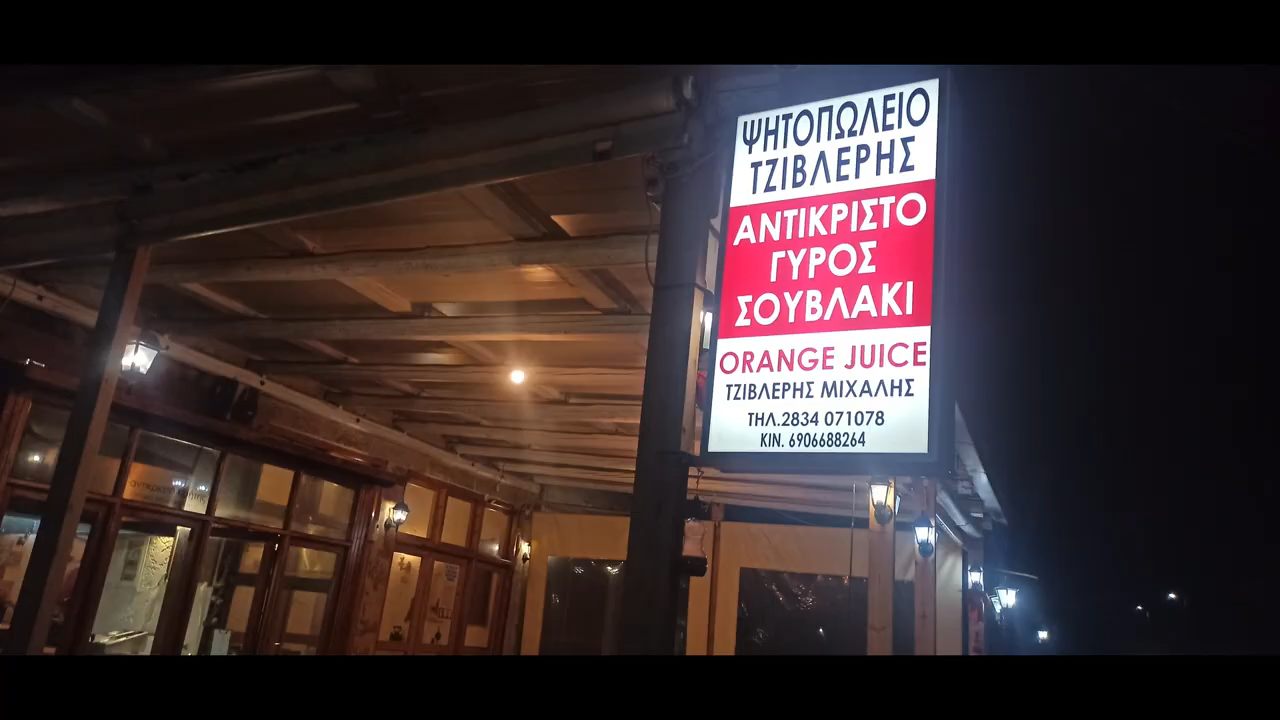 ΨΗΤΟΠΩΛΕΙΟ
ΤΖΙΒΛΕΡΗΣ
ΑΝΤΙΚΡΙΣΤΟ
ΓΥΡΟΣ
ΣΟΥΒΛΑΚΙ
ORANGE JUICE
ΤΖΙΒΛΕΡΗΣ ΜΙΧΑΛΗΣ
ΤΗΛ.2834 071078
ΚΙΝ. 6906688264